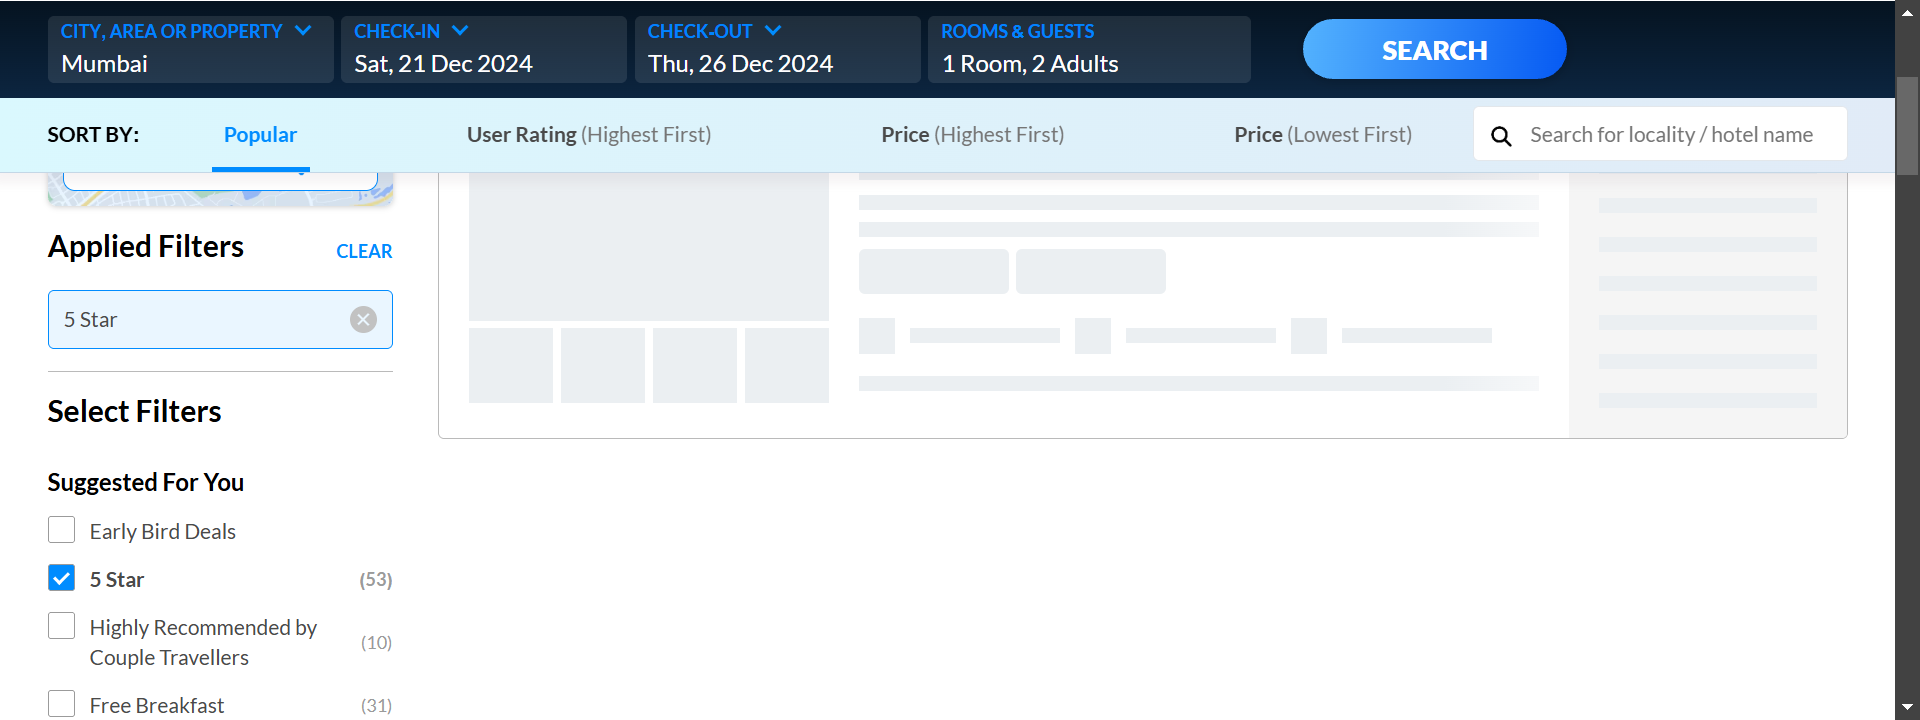 CITY, AREA OR PROPERTY
Mumbai
CHECK-IN
Sat, 21 Dec 2024
CHECK-OUT
Thu, 26 Dec 2024
ROOMS & GUESTS
1 Room, 2 Adults
SEARCH
SORT BY:
Popular
User Rating (Highest First)
Price (Highest First)
Price (Lowest First)
Search for locality / hotel name
Applied Filters
CLEAR
5 Star
Select Filters
Suggested For You
Early Bird Deals
5 Star (53)
Highly Recommended by
Couple Travellers (10)
Free Breakfast (31)